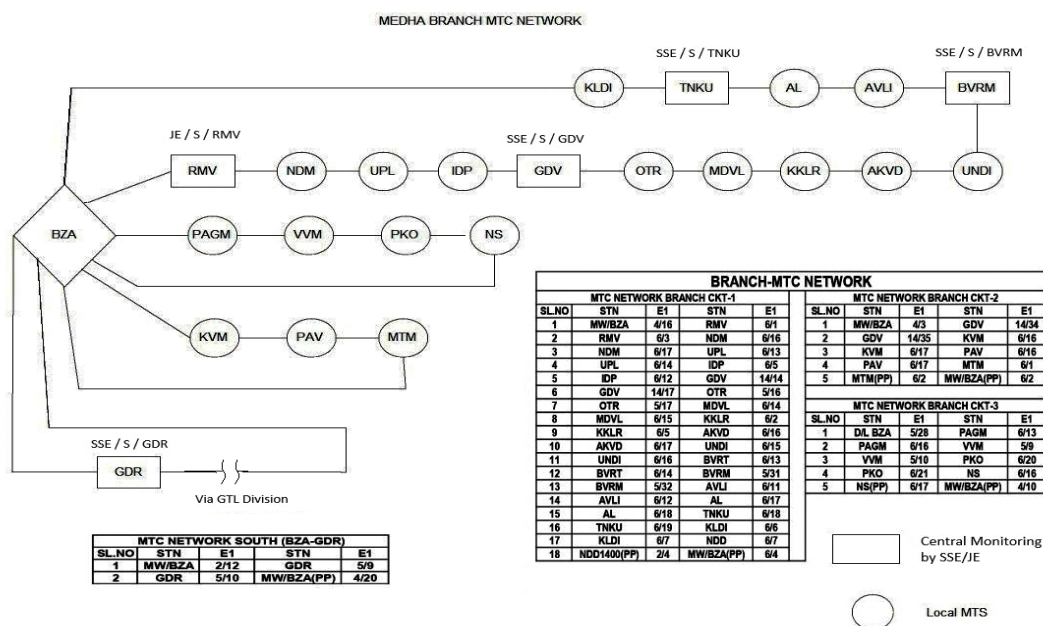 MEDHA BRANCH MTC NETWORK
SSE / S / TNKU
SSE / S / BVRM
KLDI
TNKU
AL
AVLI
BVRM
JE / S / RMV
SSE / S / GDV
RMV
NDM
UPL
IDP
GDV
OTR
MDVL
KKLR
AKVD
UNDI
BZA
PAGM
VVM
PKO
NS
KVM
PAV
MTM
SSE / S / GDR
GDR
Via GTL Division
BRANCH-MTC NETWORK
MTC NETWORK BRANCH CKT-1
SL.NO STN E1 STN E1
1 MW/BZA 4/16 RMV 6/1
2 RMV 6/3 NDM 6/16
3 NDM 6/17 UPL 6/13
4 UPL 6/14 IDP 6/5
5 IDP 6/12 GDV 14/14
6 GDV 14/17 OTR 5/16
7 OTR 5/17 MDVL 6/14
8 MDVL 6/15 KKLR 6/2
9 KKLR 6/5 AKVD 6/16
10 AKVD 6/17 UNDI 6/15
11 UNDI 6/16 BVRT 6/13
12 BVRT 6/14 BVRM 5/31
13 BVRM 5/32 AVLI 6/11
14 AVLI 6/12 AL 6/17
15 AL 6/18 TNKU 6/18
16 TNKU 6/19 KLDI 6/6
17 KLDI 6/7 NDD 6/7
18 NDD1400(PP) 2/4 MW/BZA(PP) 6/4
MTC NETWORK BRANCH CKT-2
SL.NO STN E1 STN E1
1 MW/BZA 4/3 GDV 14/34
2 GDV 14/35 KVM 6/16
3 KVM 6/17 PAV 6/16
4 PAV 6/17 MTM 6/1
5 MTM(PP) 6/2 MW/BZA(PP) 6/2
MTC NETWORK BRANCH CKT-3
SL.NO STN E1 STN E1
1 D/L BZA 5/28 PAGM 6/13
2 PAGM 6/16 VVM 5/9
3 VVM 5/10 PKO 6/20
4 PKO 6/21 NS 6/16
5 NS(PP) 6/17 MW/BZA(PP) 4/10
MTC NETWORK SOUTH (BZA-GDR)
SL.NO STN E1 STN E1
1 MW/BZA 2/12 GDR 5/9
2 GDR 5/10 MW/BZA(PP) 4/20
Central Monitoring
by SSE/JE
Local MTS